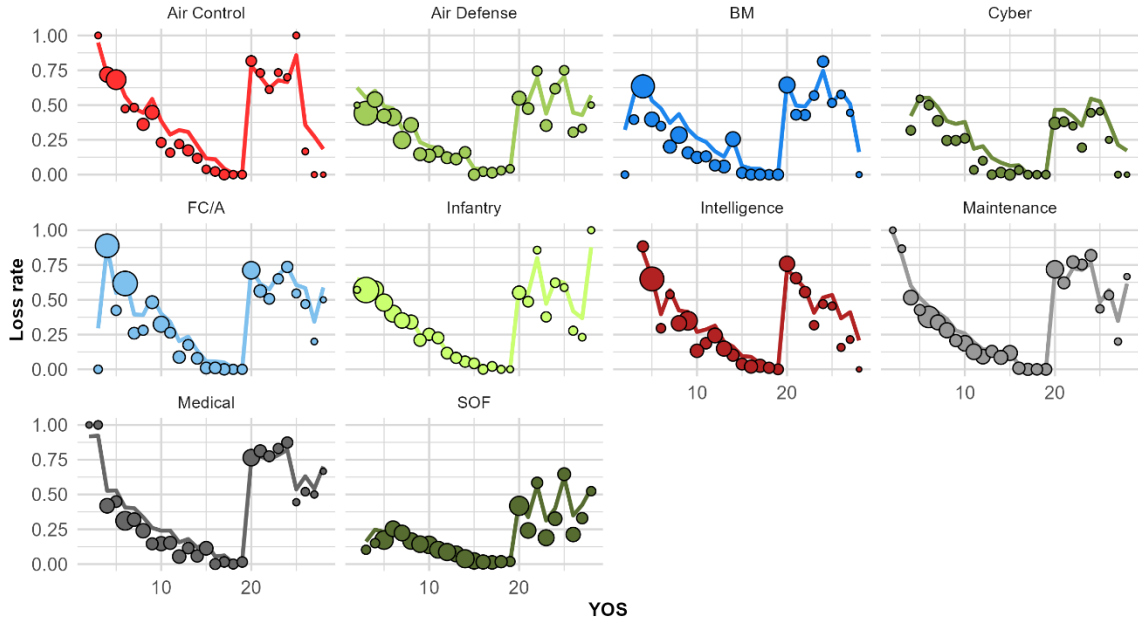 Air Control Air Defense BM Cyber
1.00
0.75
0.50
0.25
0.00
FC/A Infantry Intelligence Maintenance
1.00
0.75
0.50
0.25
0.00
10 20 10 20
Medical SOF
1.00
0.75
0.50
0.25
0.00
10 20 10 20
Loss rate
YOS